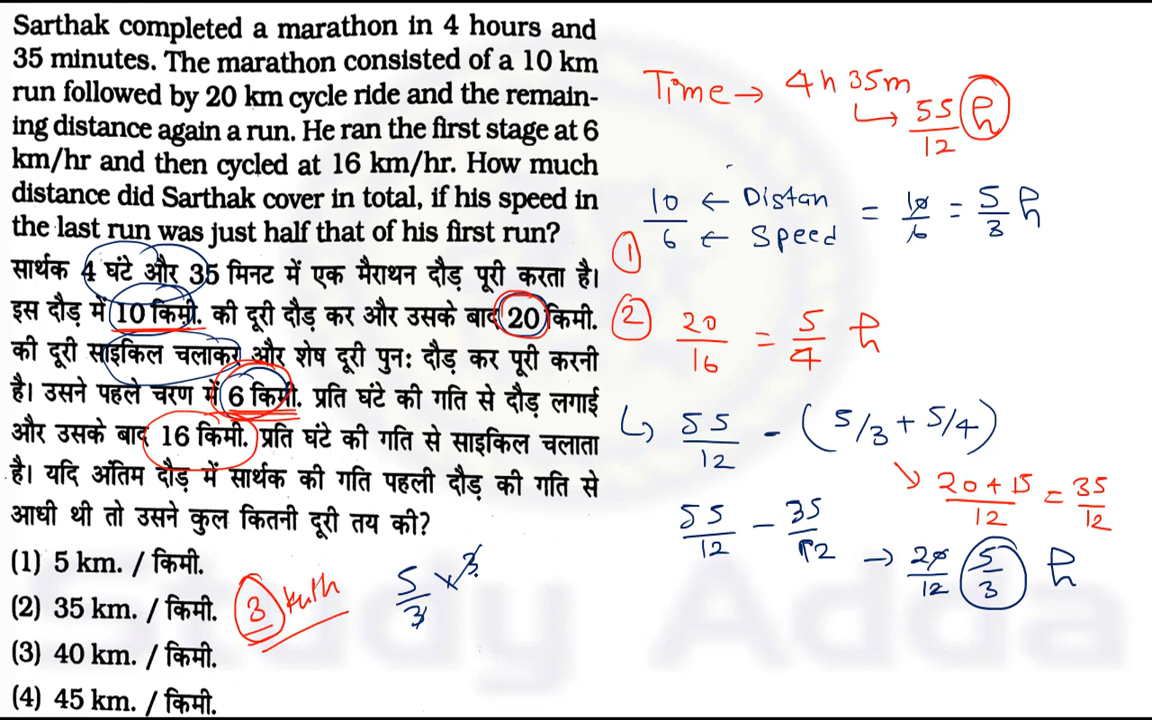 Sarthak completed a marathon in 4 hours and
35 minutes. The marathon consisted of a 10 km
run followed by 20 km cycle ride and the remain-
ing distance again a run. He ran the first stage at 6
km/hr and then cycled at 16 km/hr. How much
distance did Sarthak cover in total, if his speed in
the last run was just half that of his first run?
सार्थक 4 घंटे और 35 मिनट में एक मैराथन दौड़ पूरी करता है।
इस दौड़ में 10 किमी. की दूरी दौड़ कर और उसके बाद 20 किमी.
की दूरी साइकिल चलाकर और शेष दूरी पुनः दौड़ कर पूरी करनी
है। उसने पहले चरण में 6 किमी. प्रति घंटे की गति से दौड़ लगाई
और उसके बाद 16 किमी. प्रति घंटे की गति से साइकिल चलाता
है। यदि अंतिम दौड़ में सार्थक की गति पहली दौड़ की गति से
आधी थी तो उसने कुल कितनी दूरी तय की?
(1) 5 km. / किमी.
(2) 35 km. / किमी.
(3) 40 km. / किमी.
(4) 45 km. / किमी.
3 km/h
5/3 × 3
Time → 4h 35m
↳ 55/12 h
① 10/6 ← Distan ← Speed = 10/6 = 5/3 h
② 20/16 = 5/4 h
↳ 55/12 - (5/3 + 5/4)
↘ 20+15/12 = 35/12
55/12 - 35/12 → 20/12 5/3 h
Study Adda